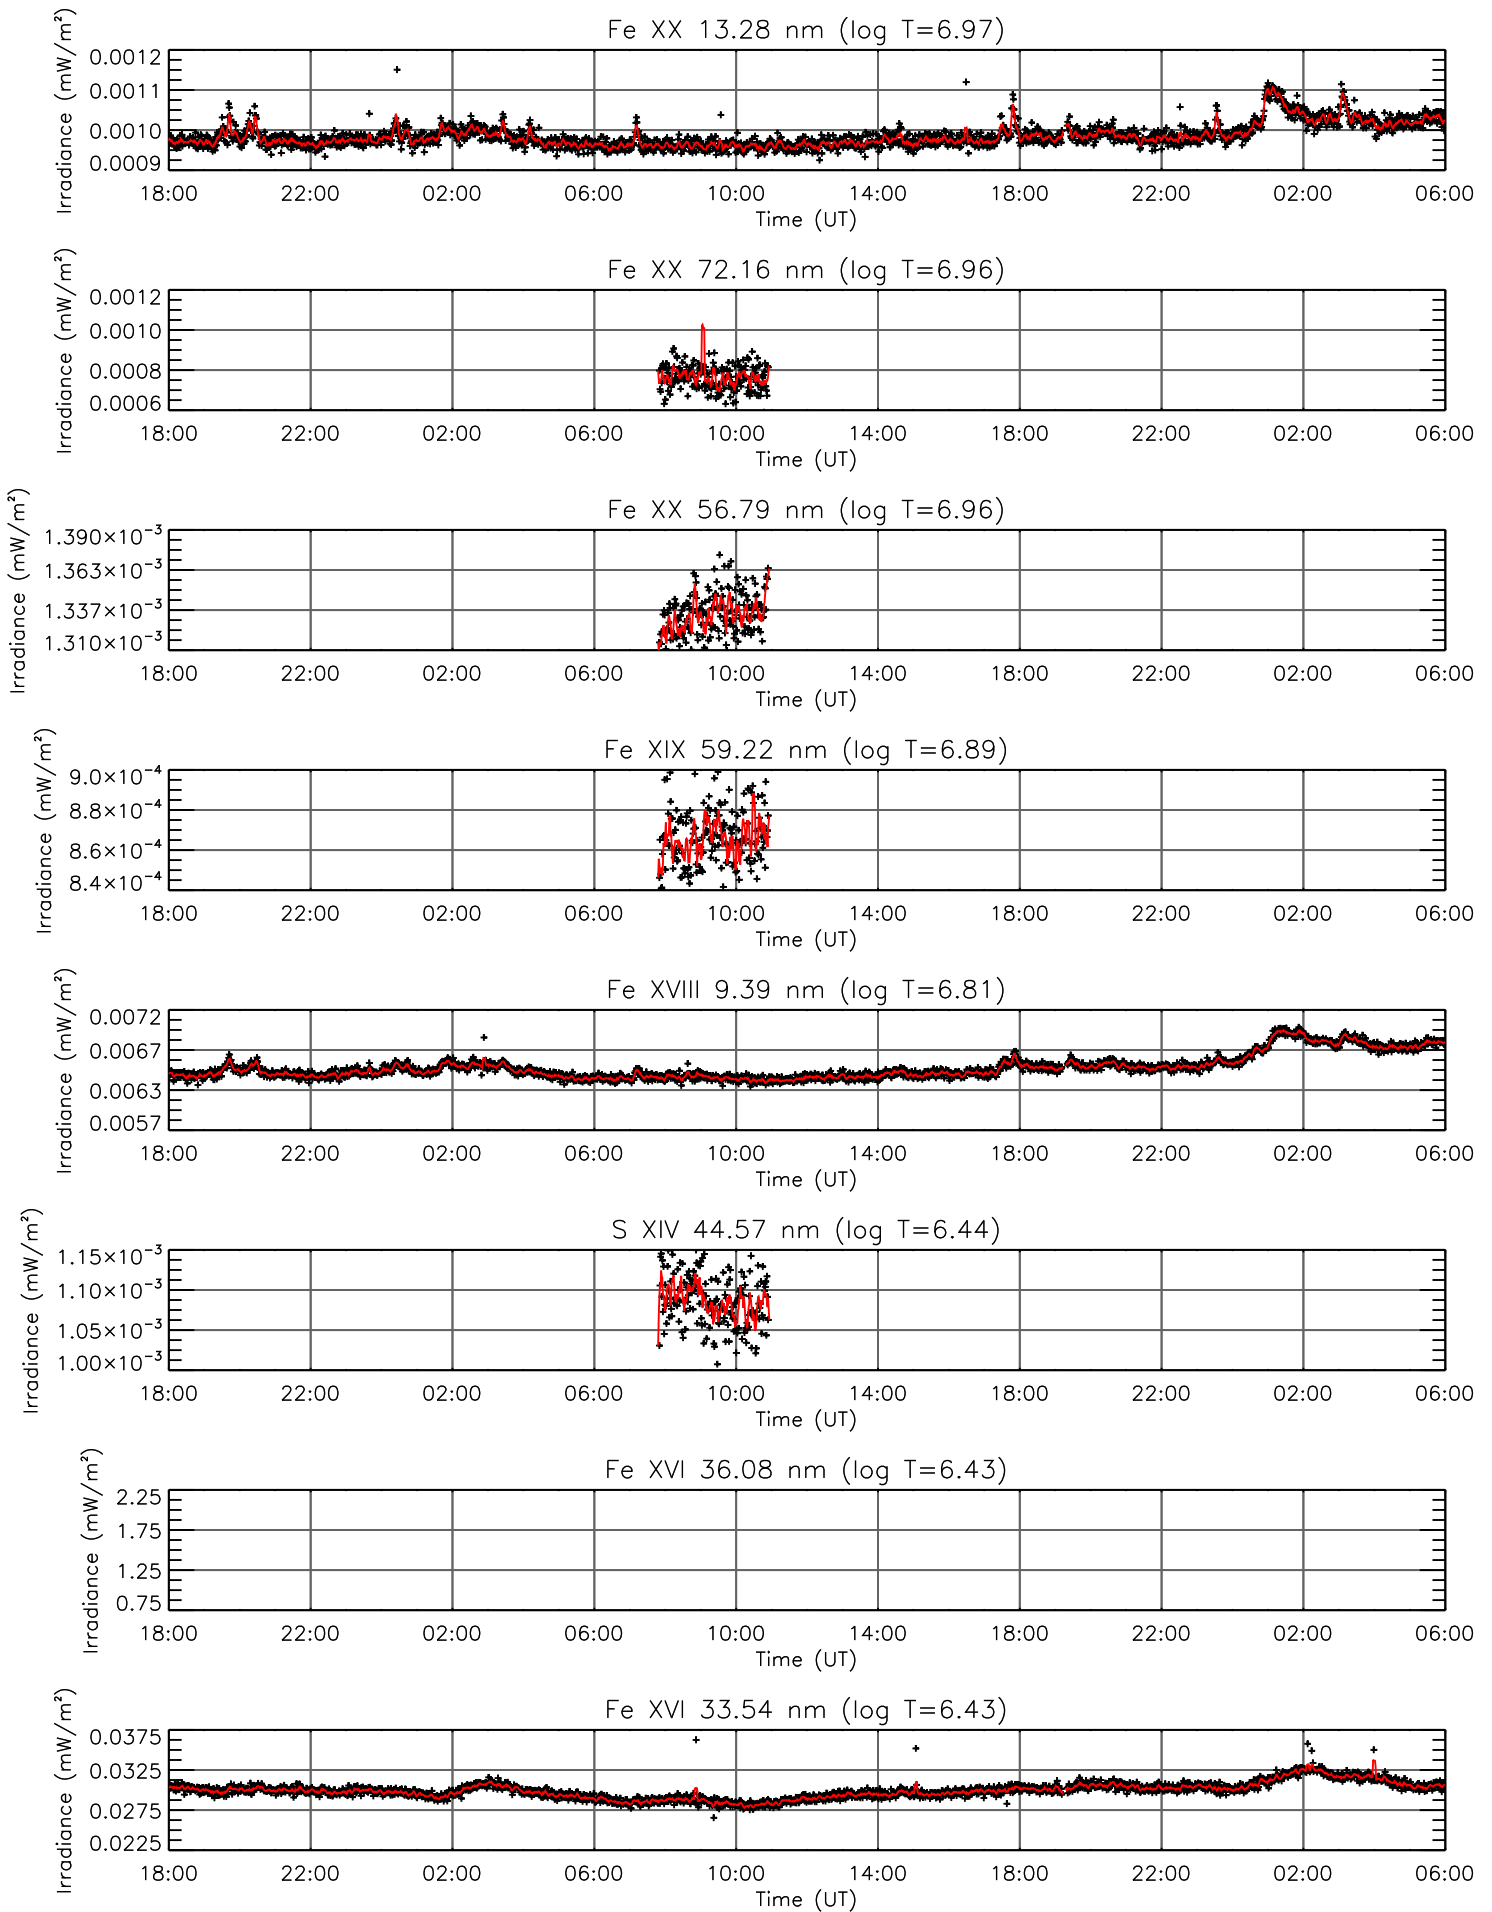 Fe XX 13.28 nm (log T=6.97)
Irradiance (mW/m²)
0.0012
0.0011
0.0010
0.0009
18:00 22:00 02:00 06:00 10:00 14:00 18:00 22:00 02:00 06:00
Time (UT)
Fe XX 72.16 nm (log T=6.96)
Irradiance (mW/m²)
0.0012
0.0010
0.0008
0.0006
18:00 22:00 02:00 06:00 10:00 14:00 18:00 22:00 02:00 06:00
Time (UT)
Fe XX 56.79 nm (log T=6.96)
Irradiance (mW/m²)
1.390×10⁻³
1.363×10⁻³
1.337×10⁻³
1.310×10⁻³
18:00 22:00 02:00 06:00 10:00 14:00 18:00 22:00 02:00 06:00
Time (UT)
Fe XIX 59.22 nm (log T=6.89)
Irradiance (mW/m²)
9.0×10⁻⁴
8.8×10⁻⁴
8.6×10⁻⁴
8.4×10⁻⁴
18:00 22:00 02:00 06:00 10:00 14:00 18:00 22:00 02:00 06:00
Time (UT)
Fe XVIII 9.39 nm (log T=6.81)
Irradiance (mW/m²)
0.0072
0.0067
0.0063
0.0057
18:00 22:00 02:00 06:00 10:00 14:00 18:00 22:00 02:00 06:00
Time (UT)
S XIV 44.57 nm (log T=6.44)
Irradiance (mW/m²)
1.15×10⁻³
1.10×10⁻³
1.05×10⁻³
1.00×10⁻³
18:00 22:00 02:00 06:00 10:00 14:00 18:00 22:00 02:00 06:00
Time (UT)
Fe XVI 36.08 nm (log T=6.43)
Irradiance (mW/m²)
2.25
1.75
1.25
0.75
18:00 22:00 02:00 06:00 10:00 14:00 18:00 22:00 02:00 06:00
Time (UT)
Fe XVI 33.54 nm (log T=6.43)
Irradiance (mW/m²)
0.0375
0.0325
0.0275
0.0225
18:00 22:00 02:00 06:00 10:00 14:00 18:00 22:00 02:00 06:00
Time (UT)